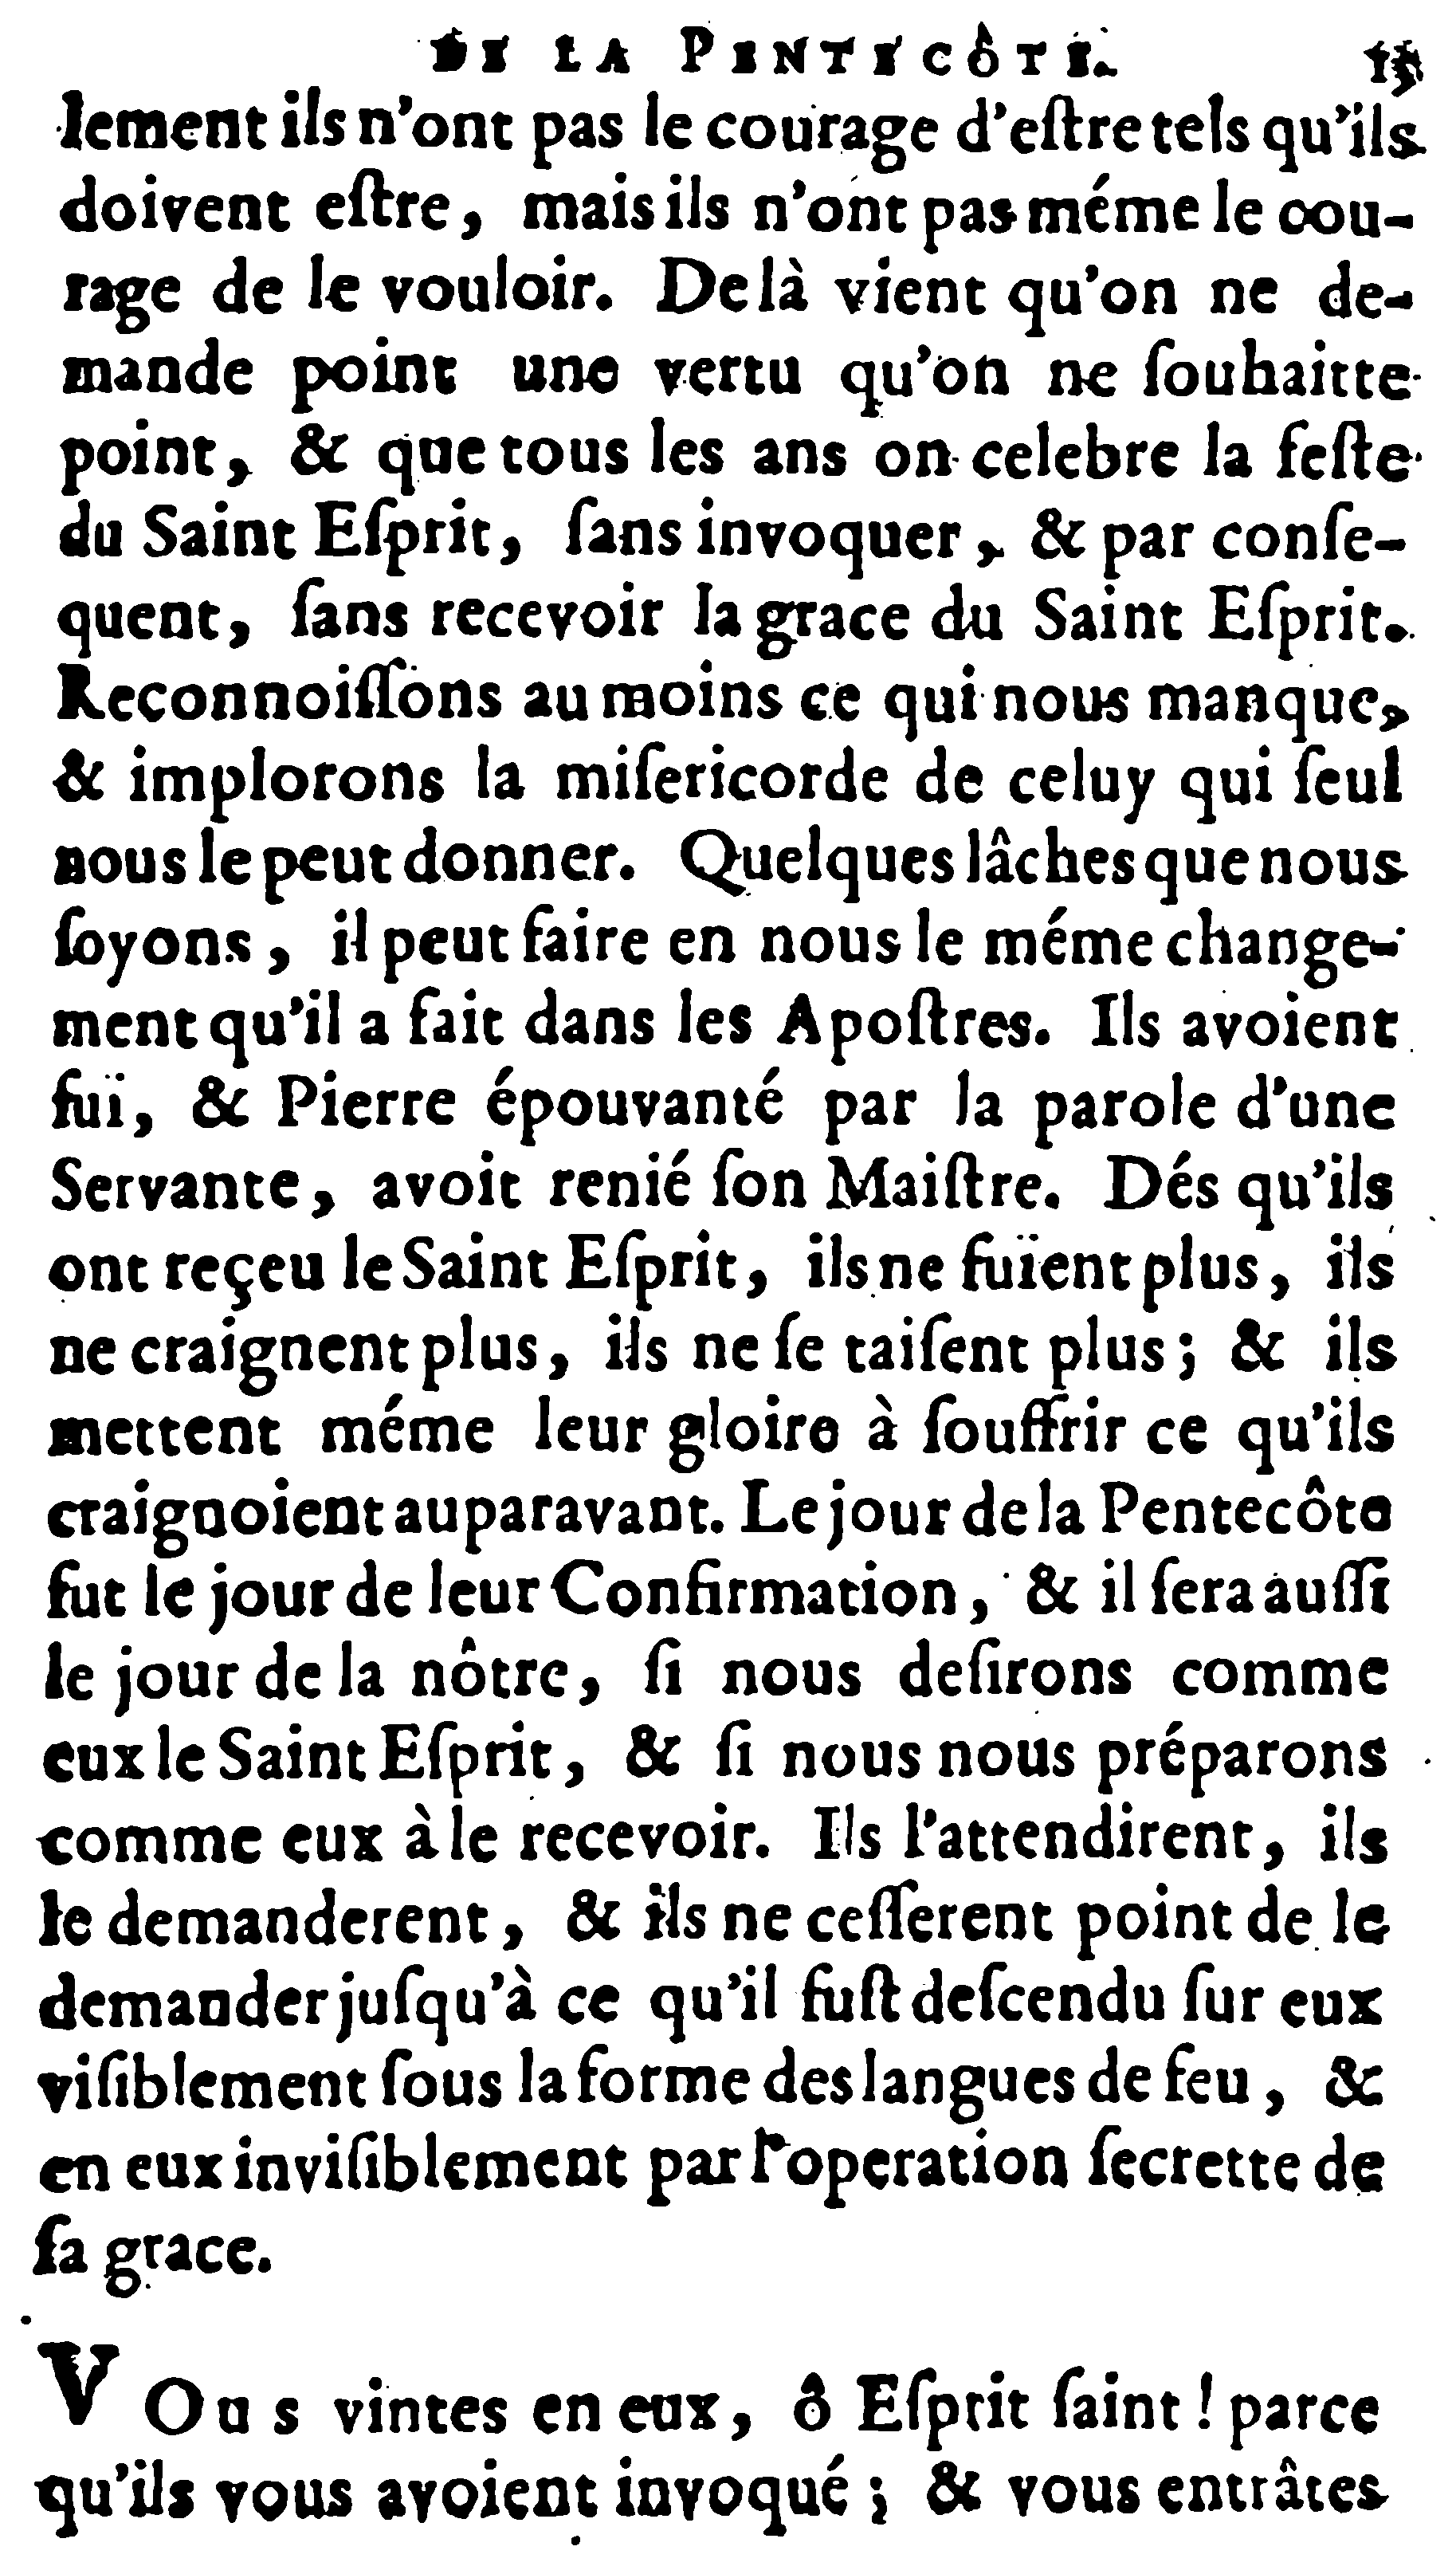 DE LA PENTECÔTE. 15
lement ils n'ont pas le courage d'eſtre tels qu'ils
doivent eſtre, mais ils n'ont pas méme le cou-
rage de le vouloir. De là vient qu'on ne de-
mande point une vertu qu'on ne ſouhaitte
point, & que tous les ans on celebre la feſte
du Saint Eſprit, ſans invoquer, & par conſe-
quent, ſans recevoir la grace du Saint Eſprit.
Reconnoiſſons au moins ce qui nous manque,
& implorons la miſericorde de celuy qui ſeul
nous le peut donner. Quelques lâches que nous
ſoyons, il peut faire en nous le méme change-
ment qu'il a fait dans les Apoſtres. Ils avoient
fuï, & Pierre épouvanté par la parole d'une
Servante, avoit renié ſon Maiſtre. Dés qu'ils
ont reçeu le Saint Eſprit, ils ne fuïent plus, ils
ne craignent plus, ils ne ſe taiſent plus; & ils
mettent méme leur gloire à ſouffrir ce qu'ils
craignoient auparavant. Le jour de la Pentecôte
fut le jour de leur Confirmation, & il ſera auſſi
le jour de la nôtre, ſi nous deſirons comme
eux le Saint Eſprit, & ſi nous nous préparons
comme eux à le recevoir. Ils l'attendirent, ils
le demanderent, & ils ne ceſſerent point de le
demander juſqu'à ce qu'il fuſt deſcendu ſur eux
viſiblement ſous la forme des langues de feu, &
en eux inviſiblement par l'operation ſecrette de
ſa grace.
VOUS vintes en eux, ô Eſprit ſaint! parce
qu'ils vous avoient invoqué; & vous entrâtes